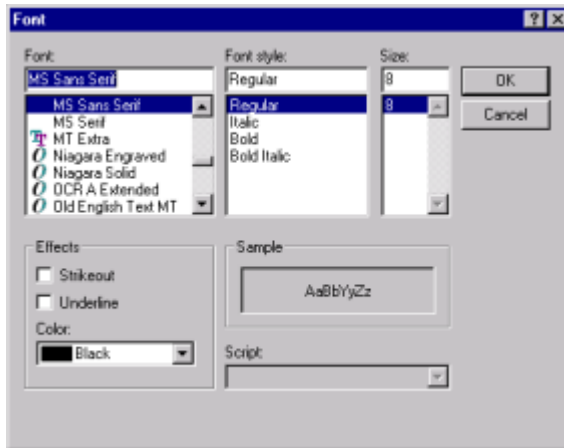 Font
Font:
MS Sans Serif
MS Sans Serif
MS Serif
MT Extra
Niagara Engraved
Niagara Solid
OCR A Extended
Old English Text MT
Font style:
Regular
Regular
Italic
Bold
Bold Italic
Size:
8
8
OK
Cancel
Effects
Strikeout
Underline
Color:
Black
Sample
AaBbYyZz
Script: